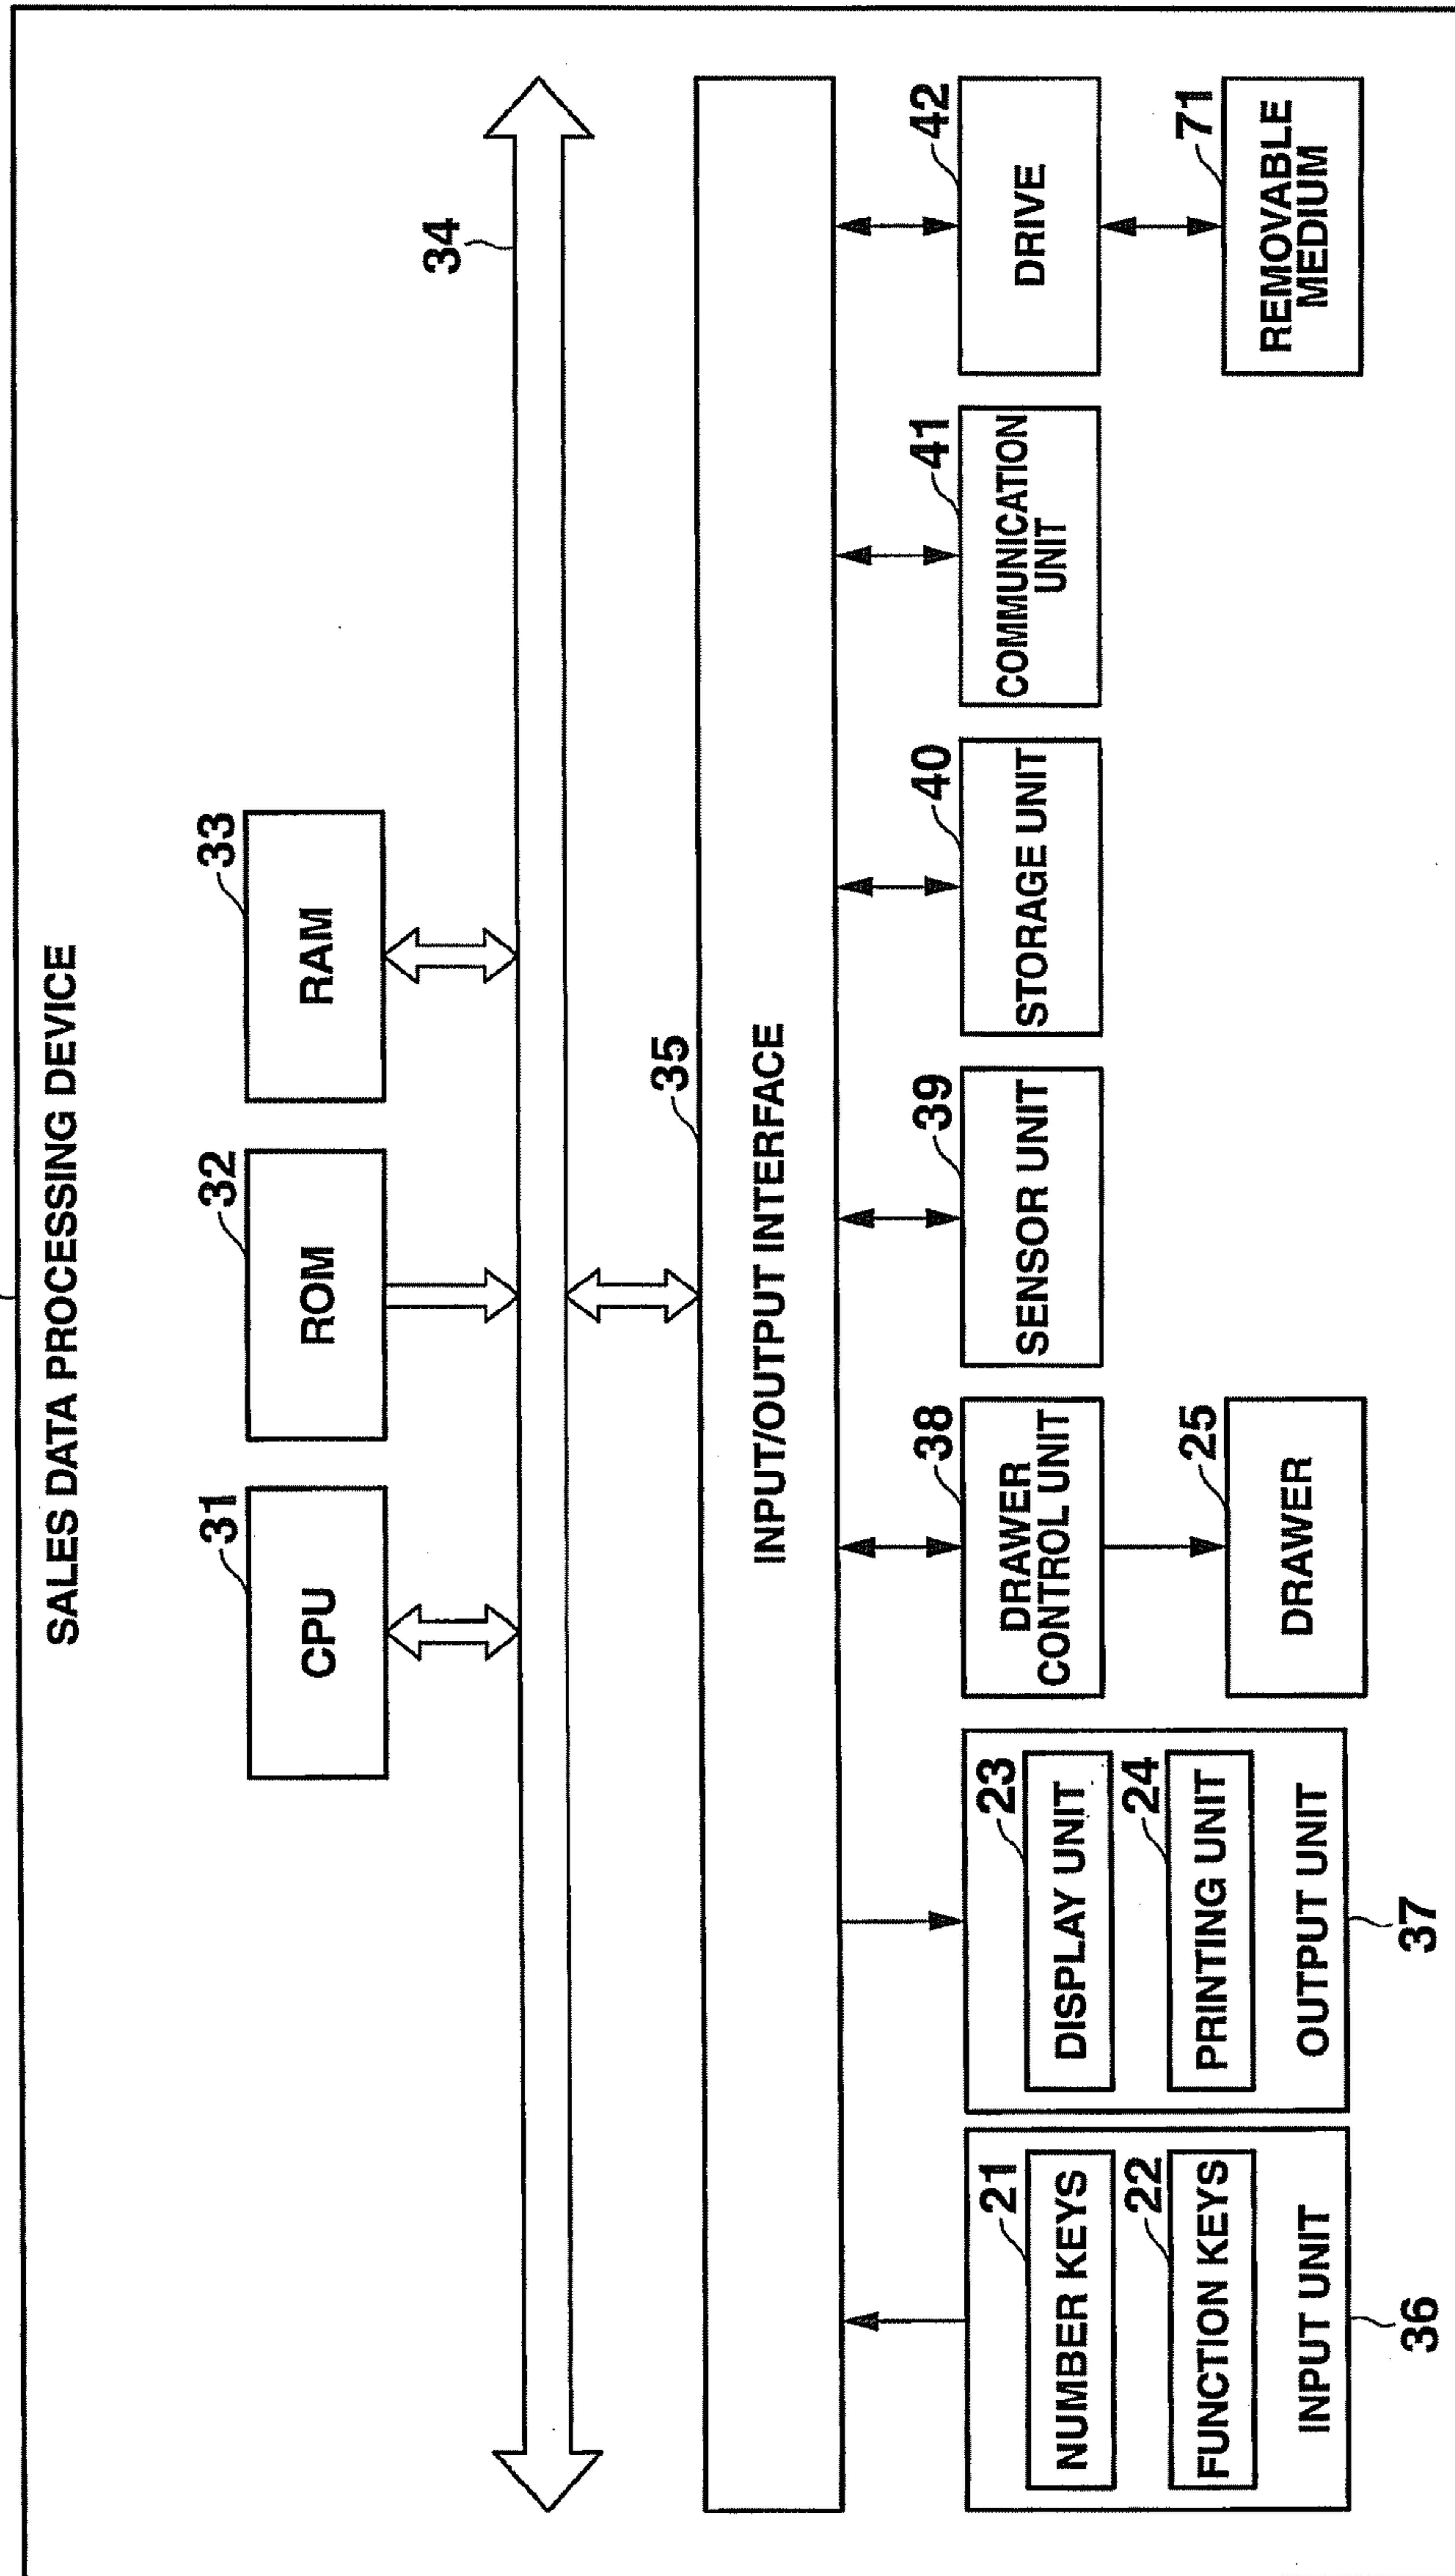 SALES DATA PROCESSING DEVICE
31
CPU
32
ROM
33
RAM
34
35
INPUT/OUTPUT INTERFACE
21
NUMBER KEYS
22
FUNCTION KEYS
INPUT UNIT
36
23
DISPLAY UNIT
24
PRINTING UNIT
OUTPUT UNIT
37
38
DRAWER
CONTROL UNIT
25
DRAWER
39
SENSOR UNIT
40
STORAGE UNIT
41
COMMUNICATION
UNIT
42
DRIVE
71
REMOVABLE
MEDIUM